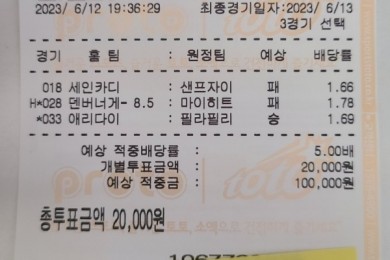 2023/ 6/12 19:36:29 최종경기일자:2023/ 6/13
3경기 선택
경기 홈 팀 : 원정팀 예상 배당률
018 세인카디 : 샌프자이 패 1.66
H*028 덴버너게- 8.5 : 마이히트 패 1.78
*033 애리다이 : 필라필리 승 1.69
예상 적중배당률 : 5.00배
개별투표금액 : 20,000원
예상 적중금 : 100,000원
proto toto
총투표금액 20,000원